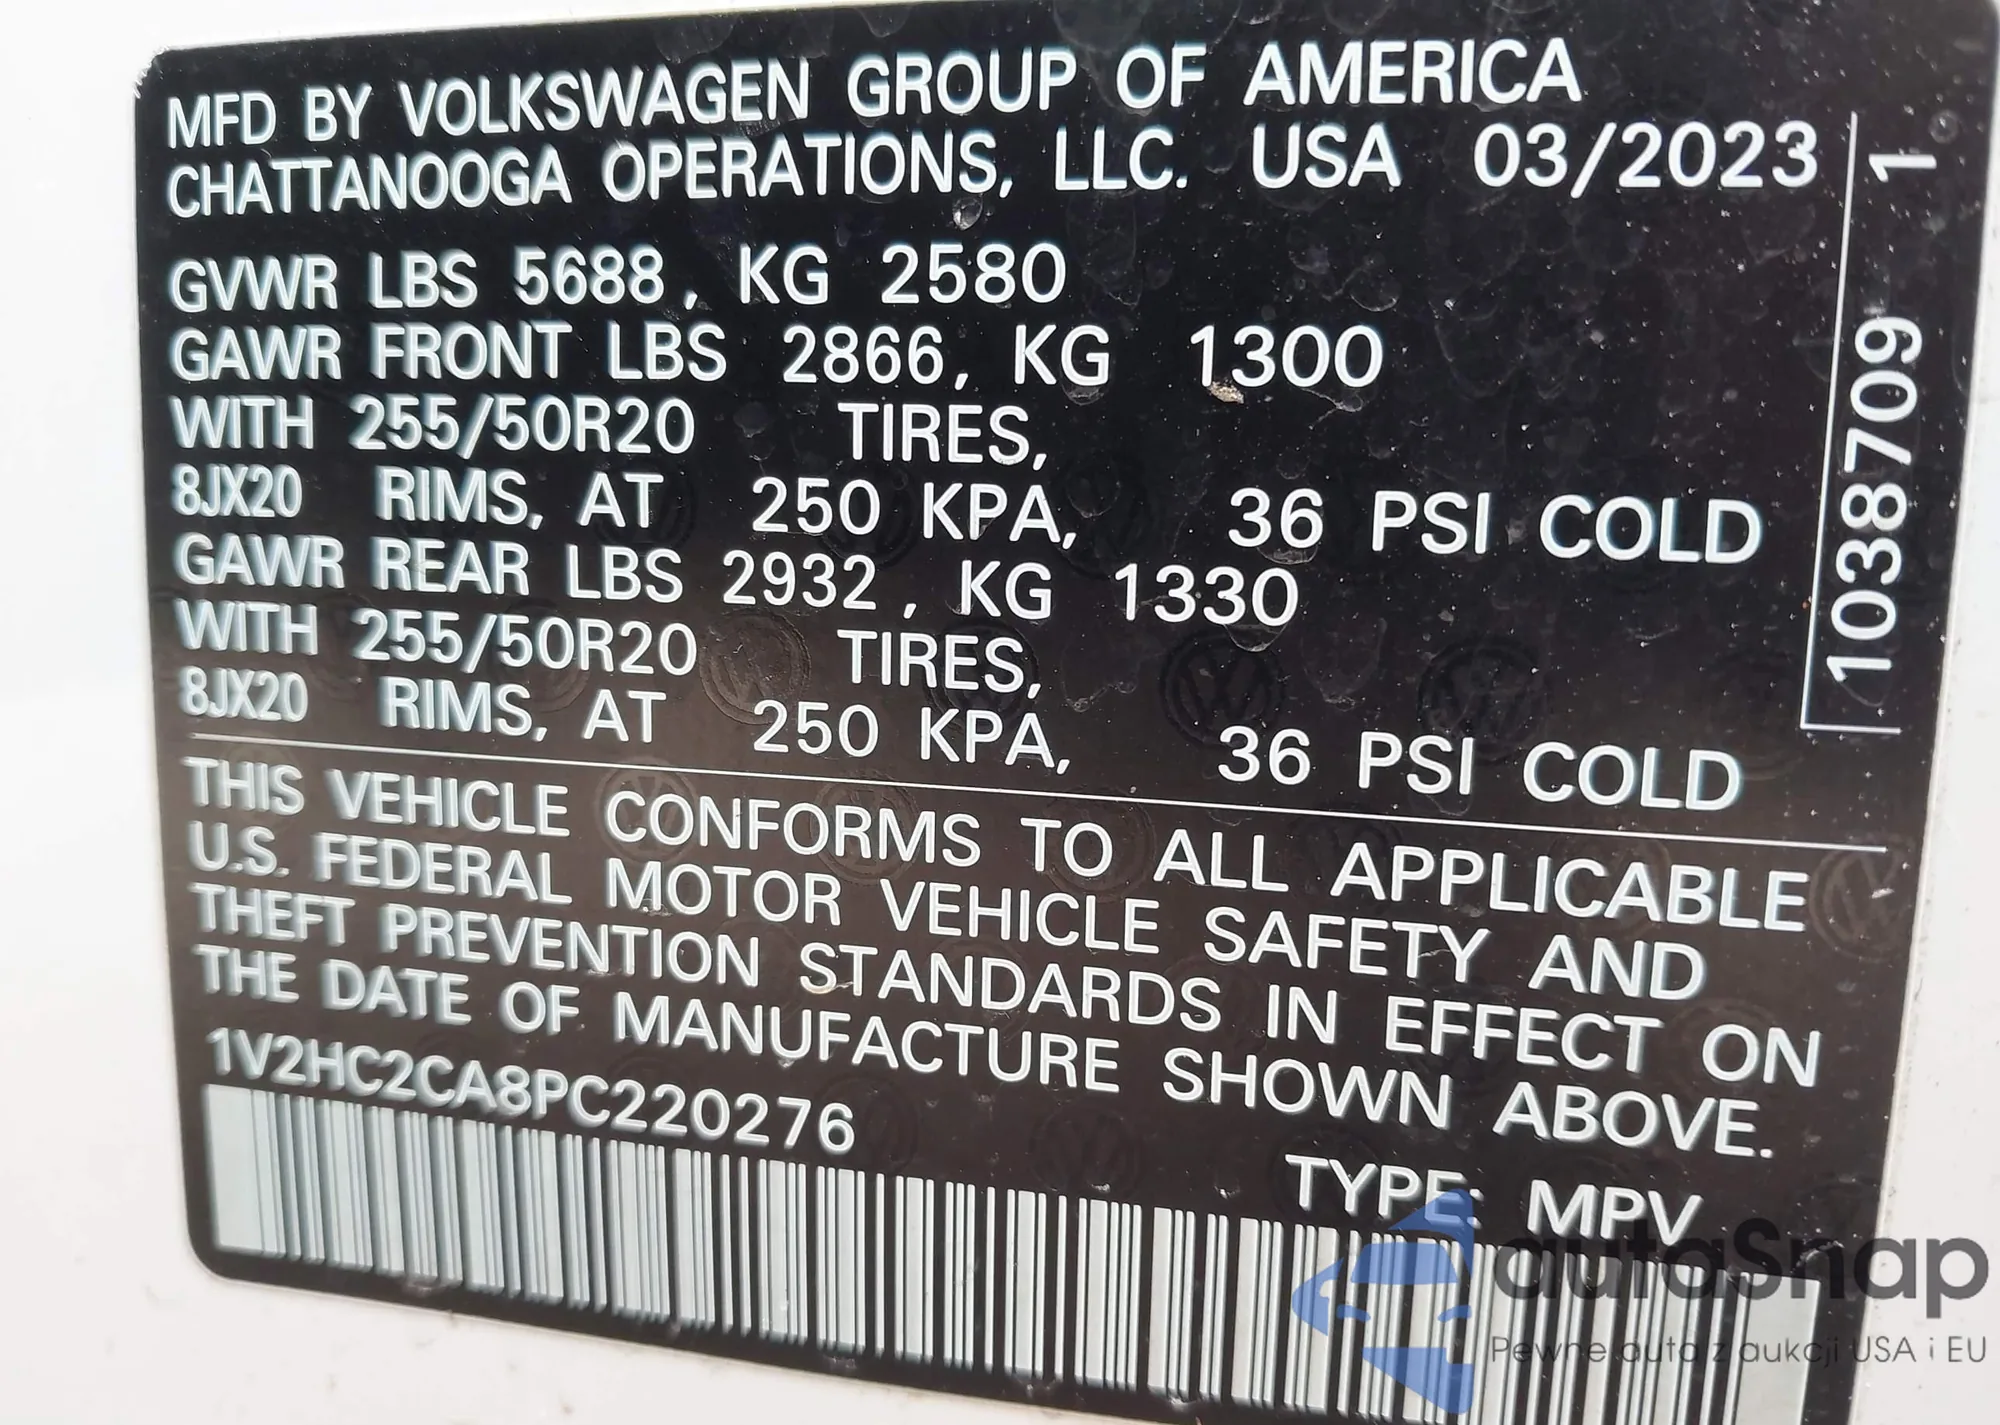 MFD BY VOLKSWAGEN GROUP OF AMERICA
CHATTANOOGA OPERATIONS, LLC. USA 03/2023
GVWR LBS 5688, KG 2580
GAWR FRONT LBS 2866, KG 1300
WITH 255/50R20 TIRES,
8JX20 RIMS, AT 250 KPA, 36 PSI COLD
GAWR REAR LBS 2932, KG 1330
WITH 255/50R20 TIRES,
8JX20 RIMS, AT 250 KPA, 36 PSI COLD
1038709 1
THIS VEHICLE CONFORMS TO ALL APPLICABLE
U.S. FEDERAL MOTOR VEHICLE SAFETY AND
THEFT PREVENTION STANDARDS IN EFFECT ON
THE DATE OF MANUFACTURE SHOWN ABOVE.
1V2HC2CA8PC220276
TYPE: MPV
autaSnap
Pewne auta z aukcji USA i EU